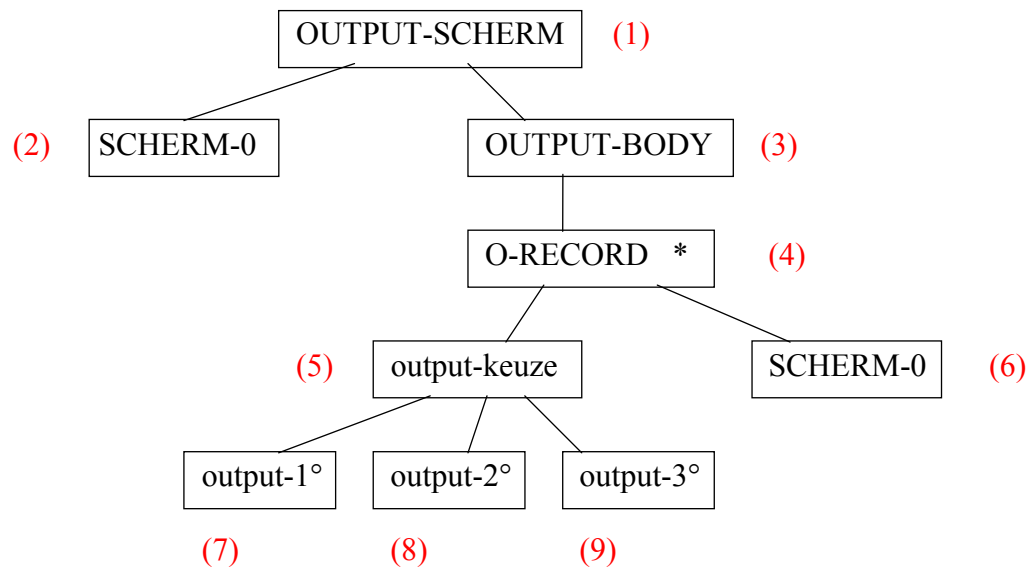 OUTPUT-SCHERM (1)
(2) SCHERM-0 OUTPUT-BODY (3)
O-RECORD * (4)
(5) output-keuze SCHERM-0 (6)
output-1° output-2° output-3°
(7) (8) (9)